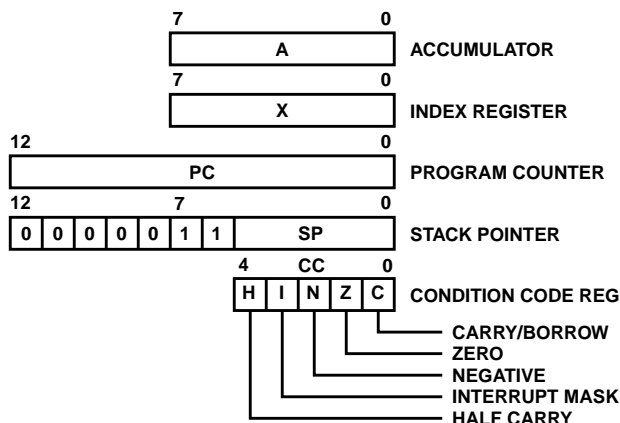 7 0
A ACCUMULATOR
7 0
X INDEX REGISTER
12 0
PC PROGRAM COUNTER
12 7 0
0 0 0 0 0 1 1 SP STACK POINTER
4 CC 0
H I N Z C CONDITION CODE REG
CARRY/BORROW
ZERO
NEGATIVE
INTERRUPT MASK
HALF CARRY